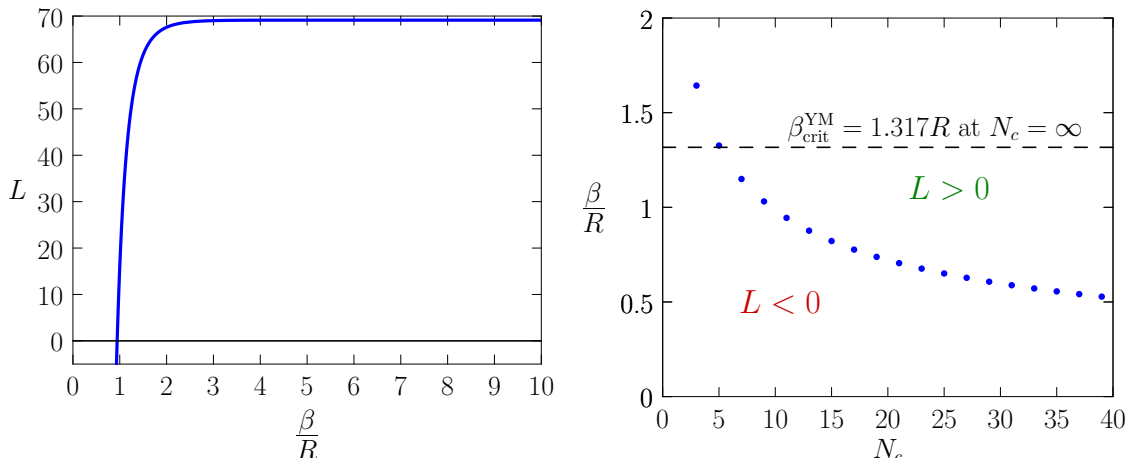 70
60
50
40
30
20
10
0
L
0 1 2 3 4 5 6 7 8 9 10
β
R
2
1.5
1
0.5
0
β
R
β_crit^YM = 1.317R at N_c = ∞
L > 0
L < 0
0 5 10 15 20 25 30 35 40
N_c